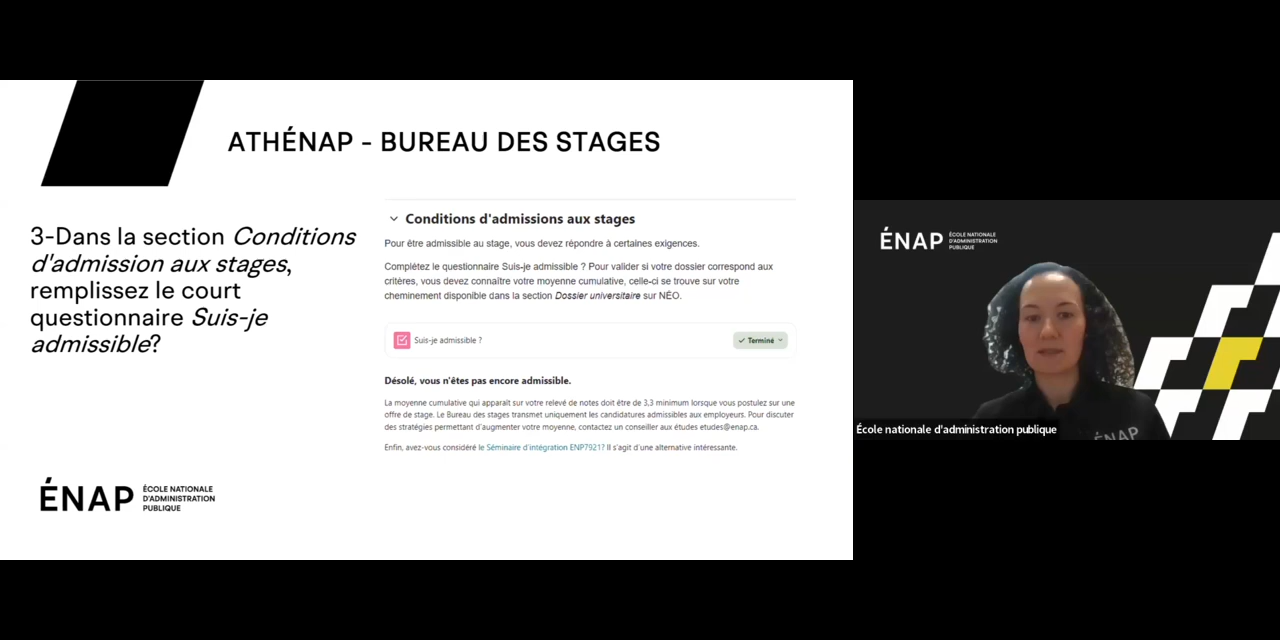 ATHÉNAP - BUREAU DES STAGES
3-Dans la section Conditions
d'admission aux stages,
remplissez le court
questionnaire Suis-je
admissible?
Conditions d'admissions aux stages
Pour être admissible au stage, vous devez répondre à certaines exigences.
Complétez le questionnaire Suis-je admissible ? Pour valider si votre dossier correspond aux
critères, vous devez connaître votre moyenne cumulative, celle-ci se trouve sur votre
cheminement disponible dans la section Dossier universitaire sur NÉO.
Suis-je admissible ?
Terminé
Désolé, vous n'êtes pas encore admissible.
La moyenne cumulative qui apparaît sur votre relevé de notes doit être de 3,3 minimum lorsque vous postulez sur une
offre de stage. Le Bureau des stages transmet uniquement les candidatures admissibles aux employeurs. Pour discuter
des stratégies permettant d'augmenter votre moyenne, contactez un conseiller aux études etudes@enap.ca.
Enfin, avez-vous considéré le Séminaire d'intégration ENP7921? Il s'agit d'une alternative intéressante.
ÉNAP
ÉCOLE NATIONALE
D'ADMINISTRATION
PUBLIQUE
ÉNAP
ÉCOLE NATIONALE
D'ADMINISTRATION
PUBLIQUE
ÉNAP
École nationale d'administration publique